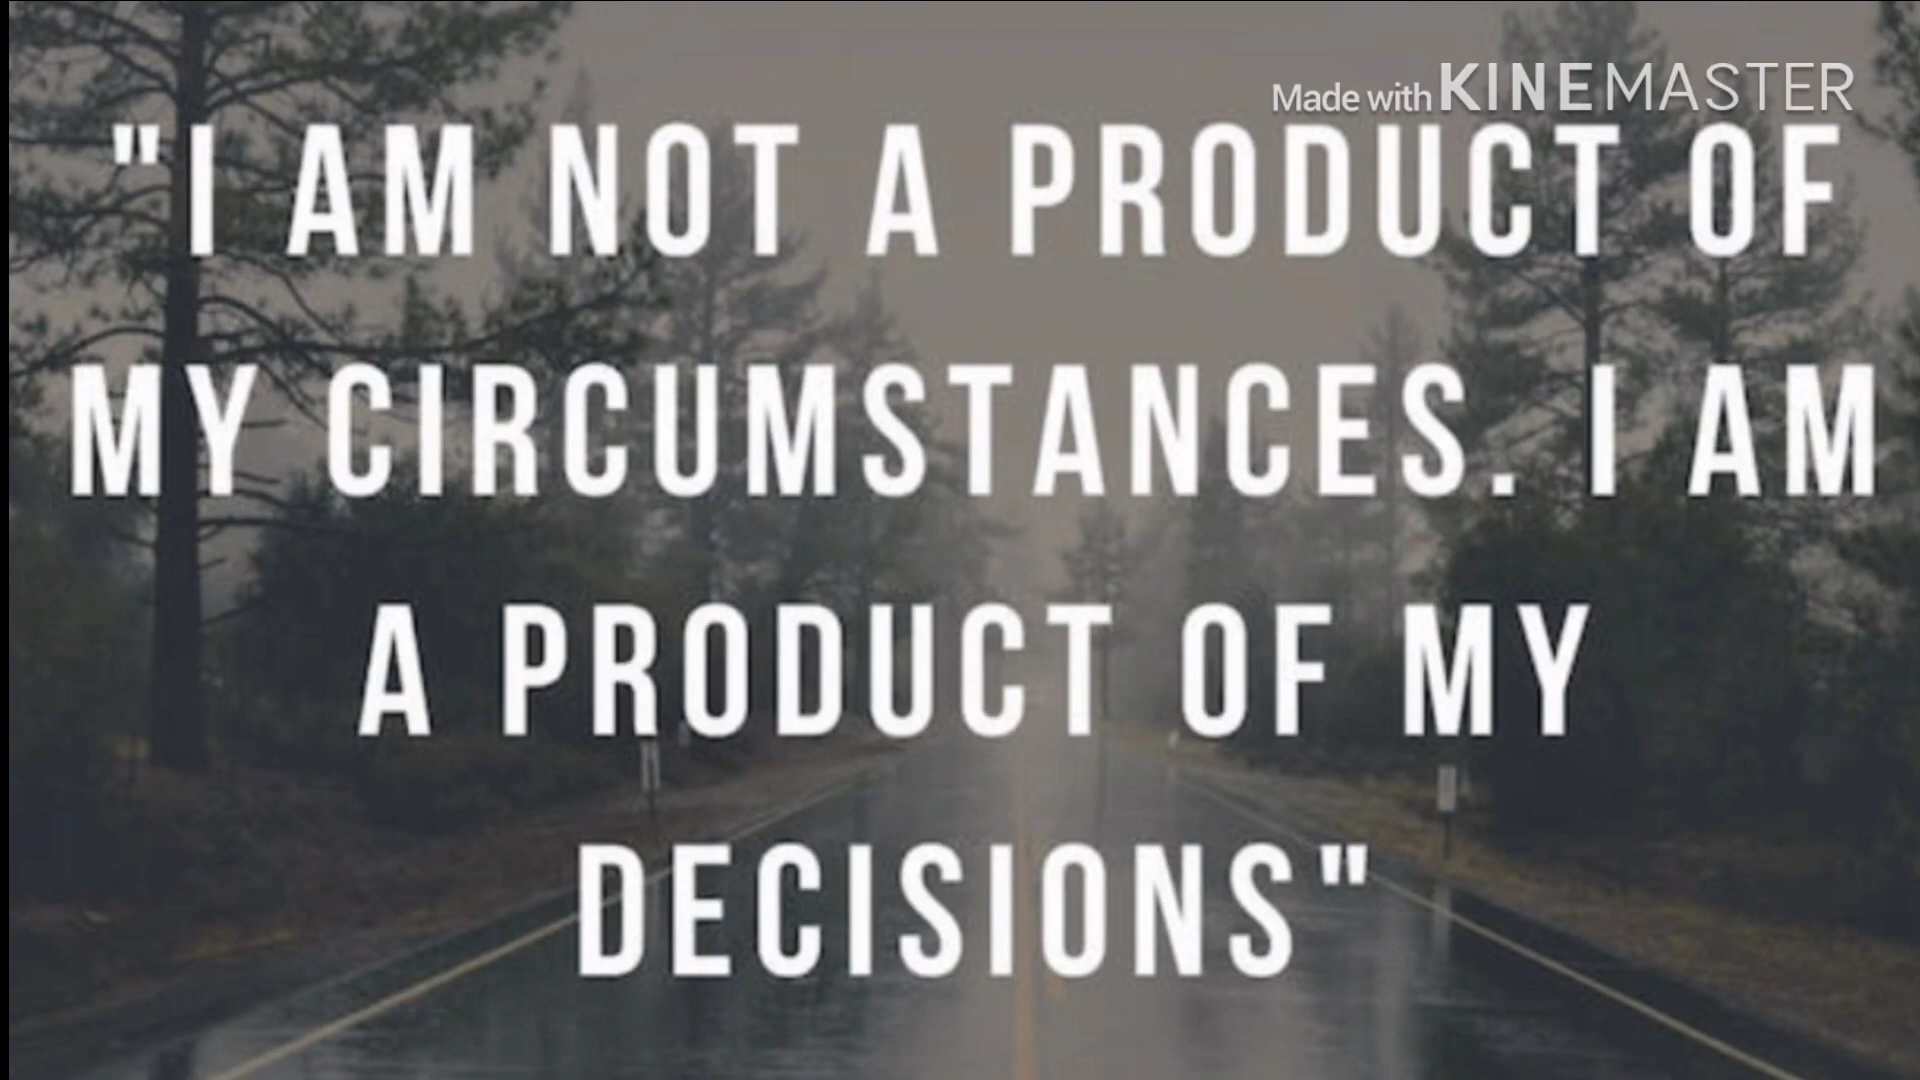 Made with KINEMASTER
"I AM NOT A PRODUCT OF
MY CIRCUMSTANCES. I AM
A PRODUCT OF MY
DECISIONS"